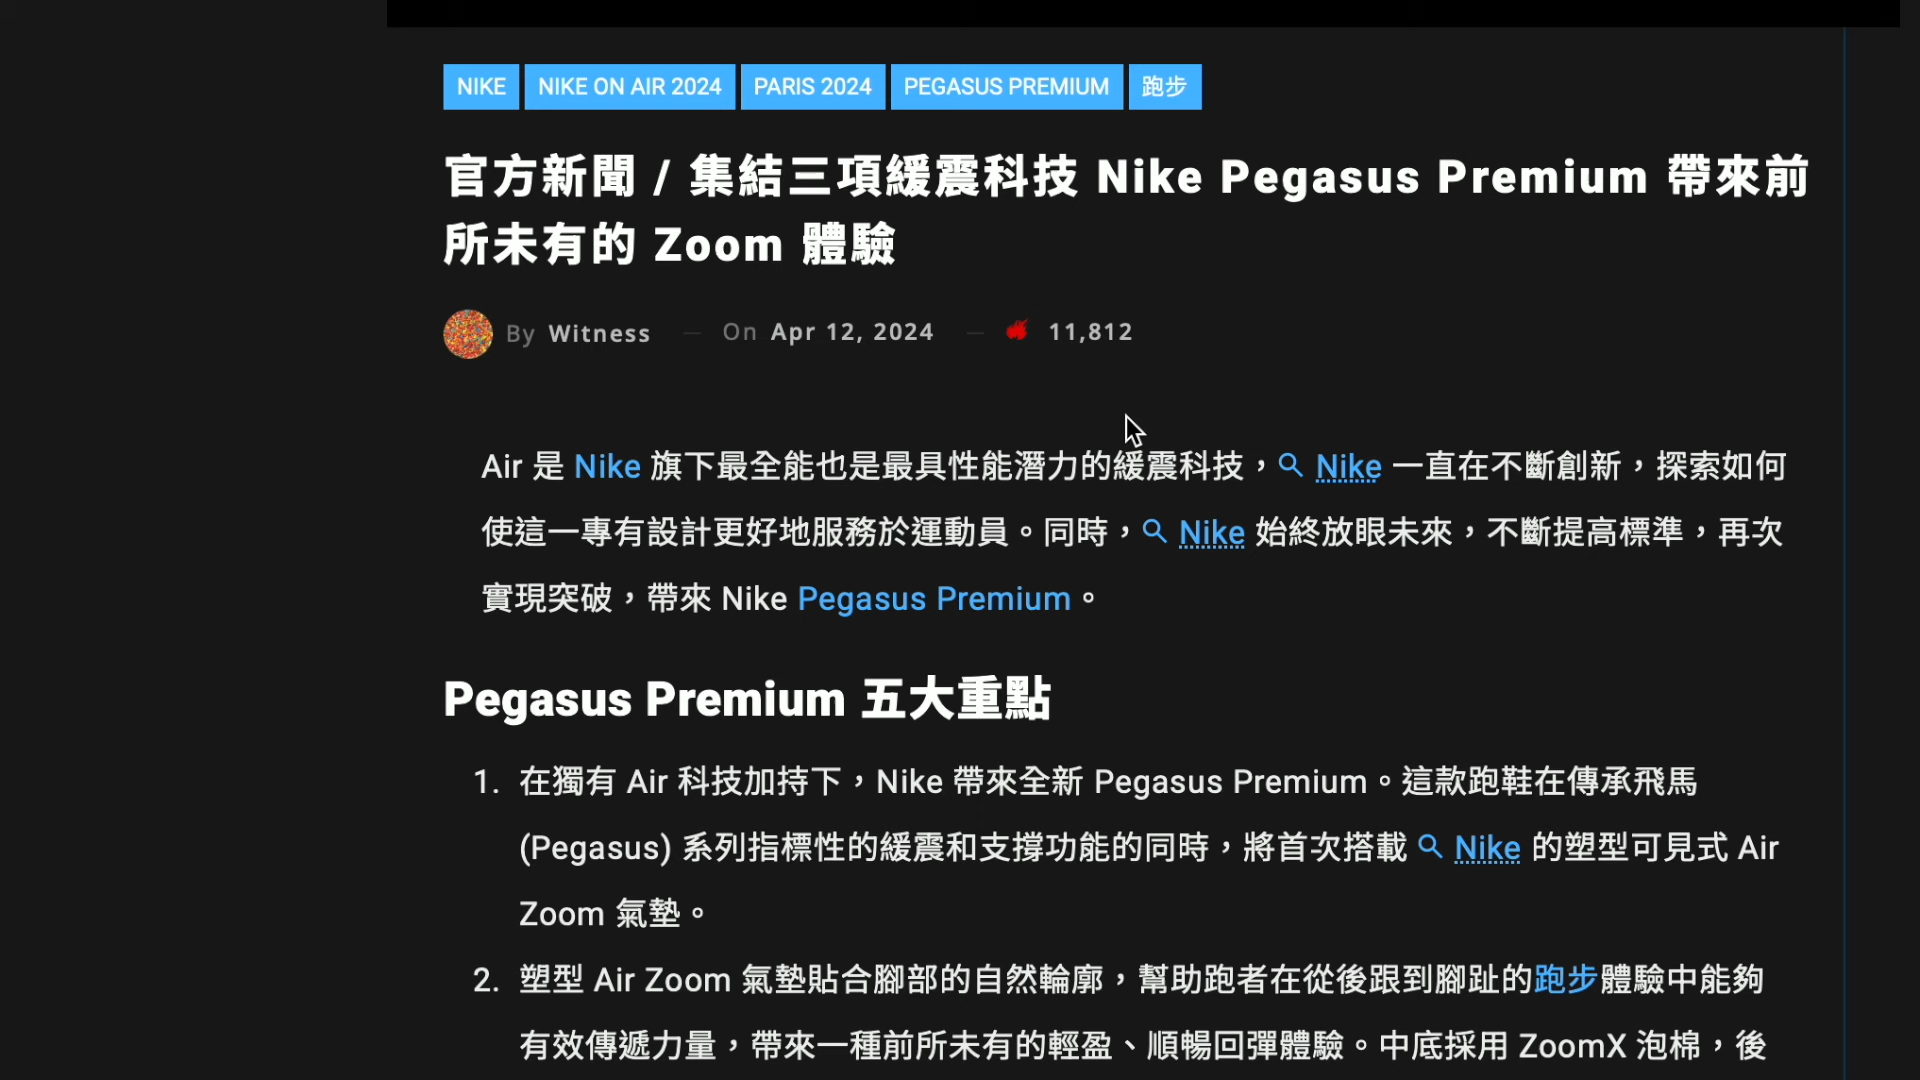 NIKE NIKE ON AIR 2024 PARIS 2024 PEGASUS PREMIUM 跑步
官方新聞 / 集結三項緩震科技 Nike Pegasus Premium 帶來前
所未有的 Zoom 體驗
By Witness — On Apr 12, 2024 — 11,812
Air 是 Nike 旗下最全能也是最具性能潛力的緩震科技，Nike 一直在不斷創新，探索如何
使這一專有設計更好地服務於運動員。同時，Nike 始終放眼未來，不斷提高標準，再次
實現突破，帶來 Nike Pegasus Premium。
Pegasus Premium 五大重點
1. 在獨有 Air 科技加持下，Nike 帶來全新 Pegasus Premium。這款跑鞋在傳承飛馬
(Pegasus) 系列指標性的緩震和支撐功能的同時，將首次搭載 Nike 的塑型可見式 Air
Zoom 氣墊。
2. 塑型 Air Zoom 氣墊貼合腳部的自然輪廓，幫助跑者在從後跟到腳趾的跑步體驗中能夠
有效傳遞力量，帶來一種前所未有的輕盈、順暢回彈體驗。中底採用 ZoomX 泡棉，後